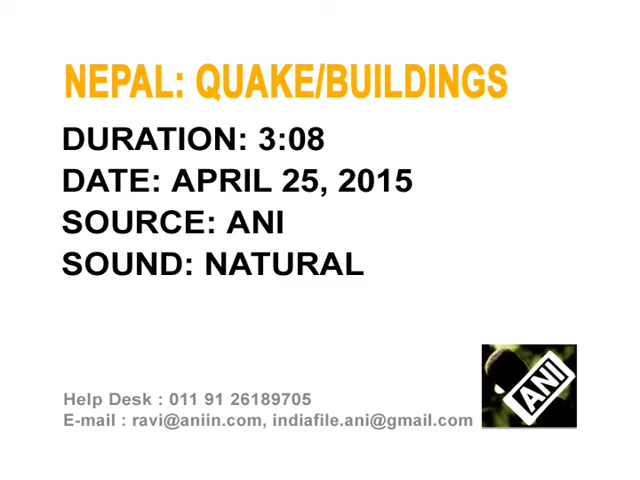 NEPAL: QUAKE/BUILDINGS
DURATION: 3:08
DATE: APRIL 25, 2015
SOURCE: ANI
SOUND: NATURAL
ANI
Help Desk : 011 91 26189705
E-mail : ravi@aniin.com, indiafile.ani@gmail.com